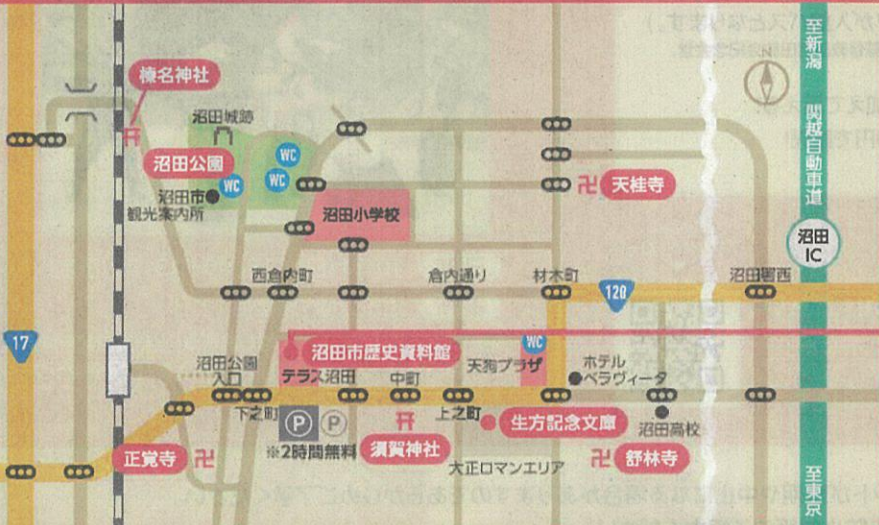 至新潟
関越自動車道
榛名神社
沼田城跡
沼田公園
WC
WC
WC
沼田市
観光案内所
沼田小学校
天桂寺
沼田
IC
西倉内町
倉内通り
材木町
120
17
沼田公園
入口
沼田市歴史資料館
テラス沼田
中町
天狗プラザ
WC
ホテル
ベラヴィータ
下之町
P
P
※2時間無料
須賀神社
上之町
生方記念文庫
沼田高校
正覚寺
大正ロマンエリア
舒林寺
至東京